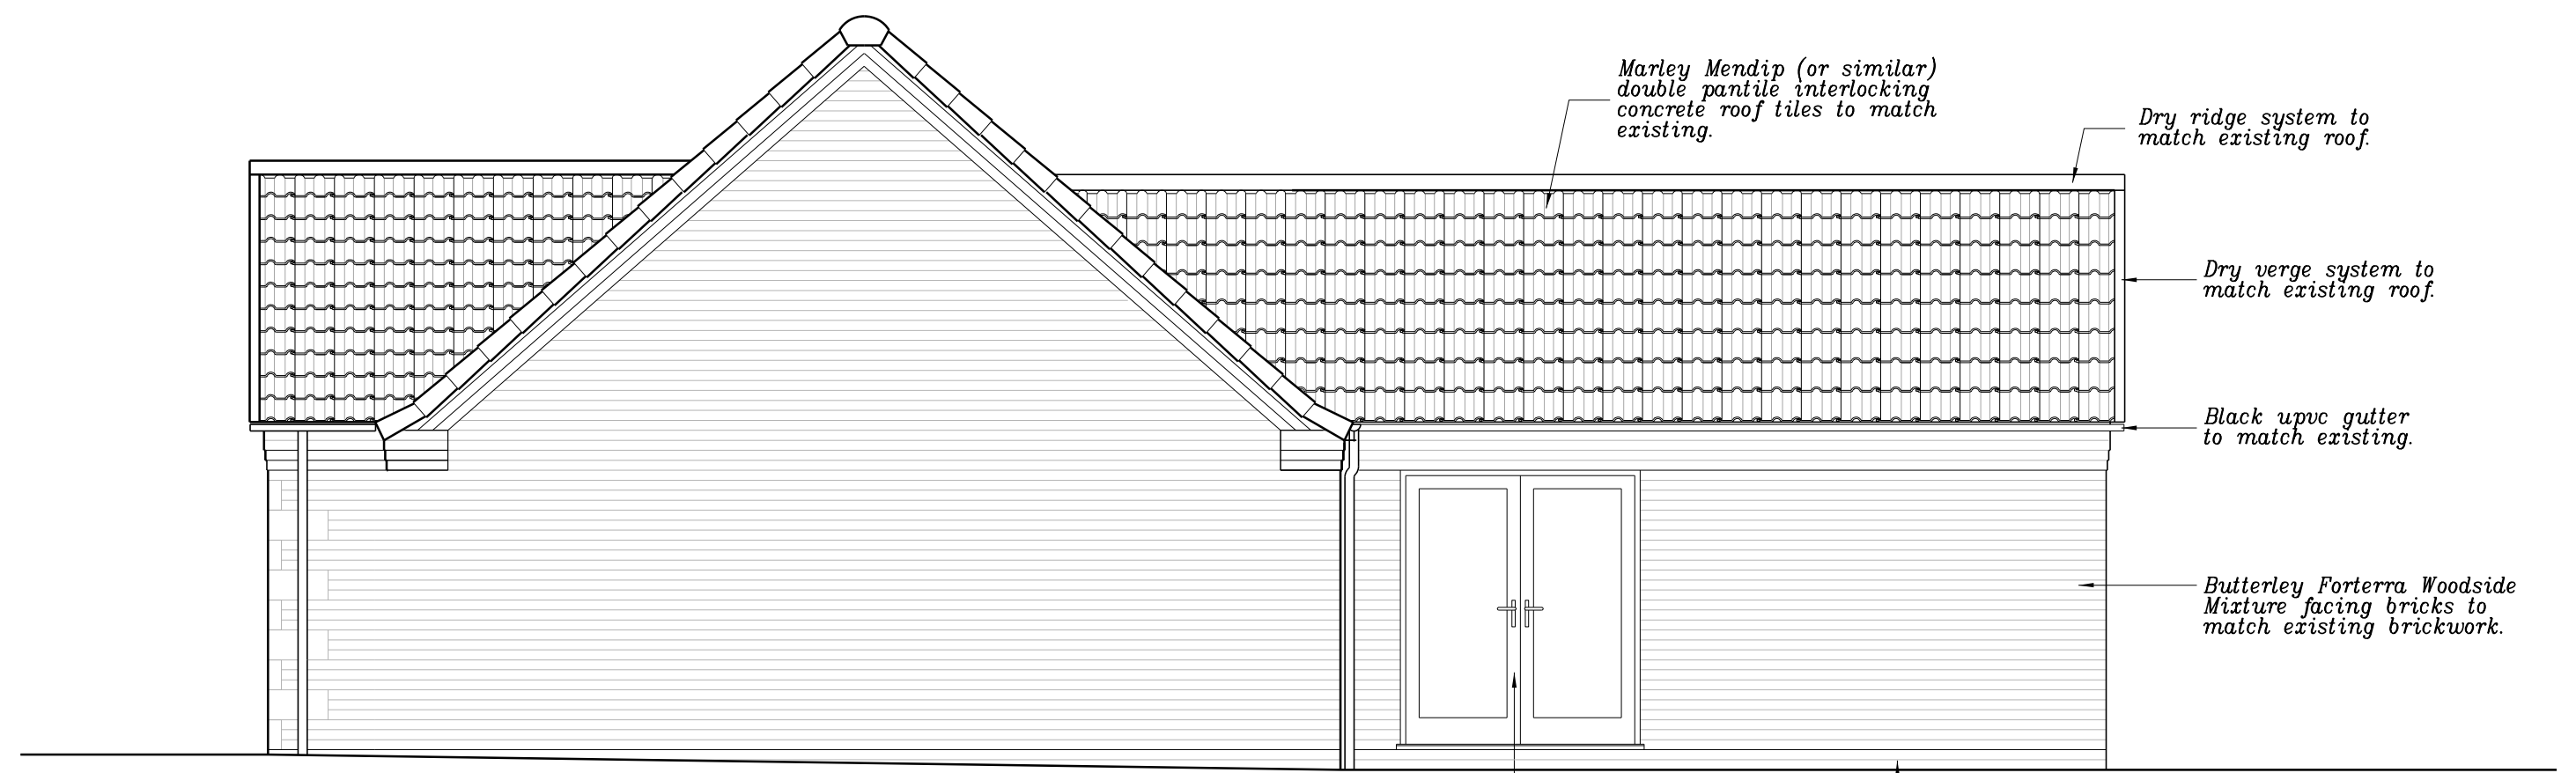 Marley Mendip (or similar)
double pantile interlocking
concrete roof tiles to match
existing.
Dry ridge system to
match existing roof.
Dry verge system to
match existing roof.
Black upvc gutter
to match existing.
Butterley Forterra Woodside
Mixture facing bricks to
match existing brickwork.